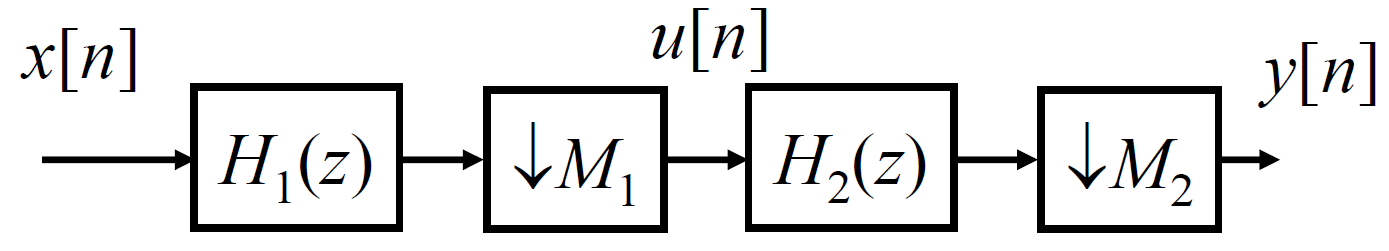 x[n]
H₁(z)
↓M₁
u[n]
H₂(z)
↓M₂
y[n]